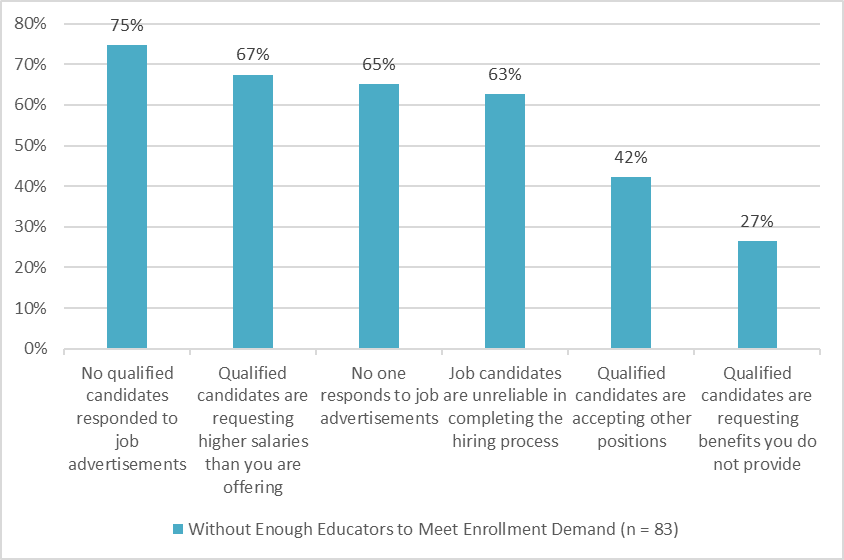 80%
70%
60%
50%
40%
30%
20%
10%
0%
75%
67%
65%
63%
42%
27%
No qualified
candidates
responded to
job
advertisements
Qualified
candidates are
requesting
higher salaries
than you are
offering
No one
responds to job
advertisements
Job candidates
are unreliable in
completing the
hiring process
Qualified
candidates are
accepting other
positions
Qualified
candidates are
requesting
benefits you do
not provide
Without Enough Educators to Meet Enrollment Demand (n = 83)